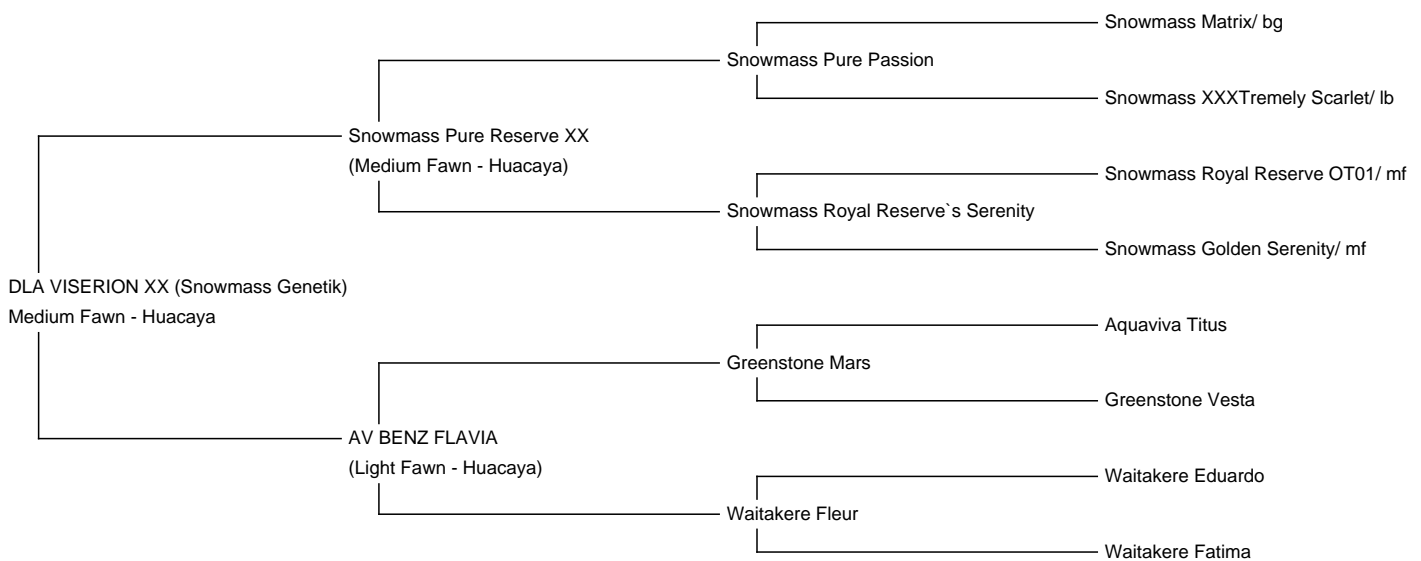 Snowmass Matrix/ bg
Snowmass Pure Passion
Snowmass XXXTremely Scarlet/ lb
Snowmass Pure Reserve XX
(Medium Fawn - Huacaya)
Snowmass Royal Reserve OT01/ mf
Snowmass Royal Reserve`s Serenity
Snowmass Golden Serenity/ mf
DLA VISERION XX (Snowmass Genetik)
Medium Fawn - Huacaya
Aquaviva Titus
Greenstone Mars
Greenstone Vesta
AV BENZ FLAVIA
(Light Fawn - Huacaya)
Waitakere Eduardo
Waitakere Fleur
Waitakere Fatima